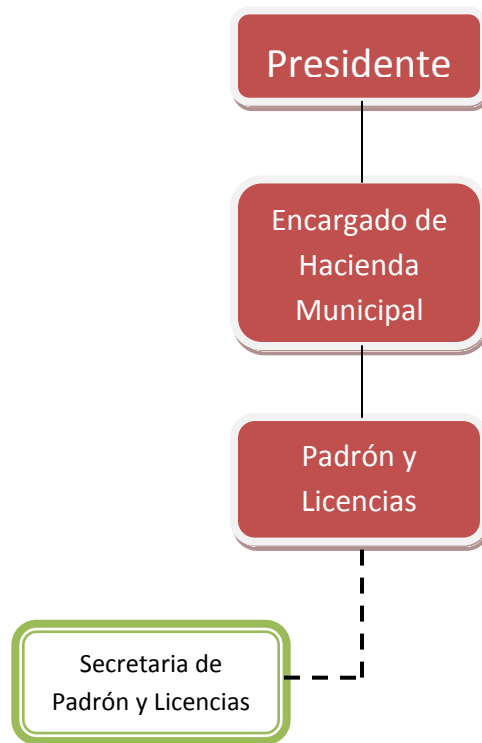 Presidente
Encargado de
Hacienda
Municipal
Padrón y
Licencias
Secretaria de
Padrón y Licencias